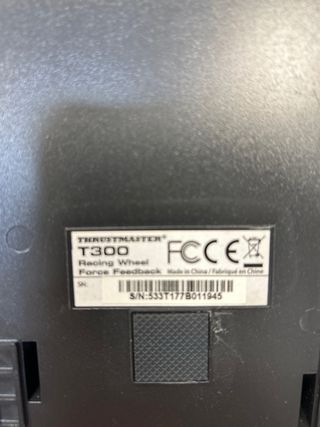 THRUSTMASTER®
T300
Racing Wheel
Force Feedback
FC CE
Made in China / Fabriqué en Chine
SN:
S/N:533T177B011945